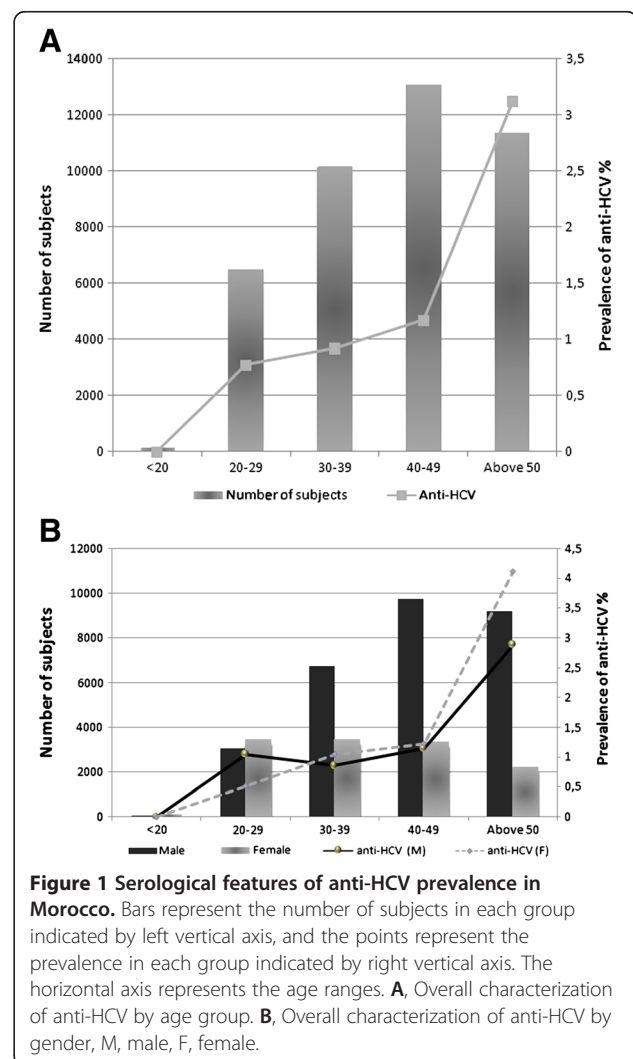 A
14000
12000
10000
8000
6000
4000
2000
0
Number of subjects
3,5
3
2,5
2
1,5
1
0,5
0
Prevalence of anti-HCV %
<20 20-29 30-39 40-49 Above 50
Number of subjects Anti-HCV
B
12000
10000
8000
6000
4000
2000
0
Number of subjects
4,5
4
3,5
3
2,5
2
1,5
1
0,5
0
Prevalence of anti-HCV %
<20 20-29 30-39 40-49 Above 50
Male Female anti-HCV (M) anti-HCV (F)
Figure 1 Serological features of anti-HCV prevalence in
Morocco. Bars represent the number of subjects in each group
indicated by left vertical axis, and the points represent the
prevalence in each group indicated by right vertical axis. The
horizontal axis represents the age ranges. A, Overall characterization
of anti-HCV by age group. B, Overall characterization of anti-HCV by
gender, M, male, F, female.